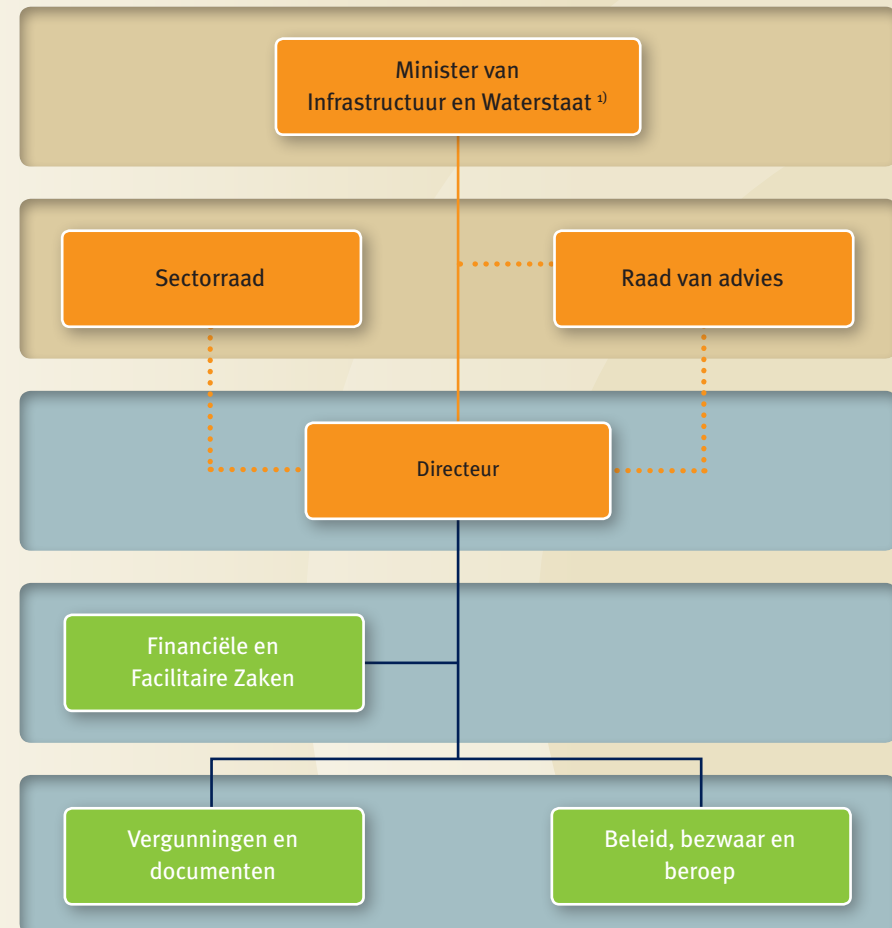 Minister van
Infrastructuur en Waterstaat ¹⁾
Sectorraad
Raad van advies
Directeur
Financiële en
Facilitaire Zaken
Vergunningen en
documenten
Beleid, bezwaar en
beroep